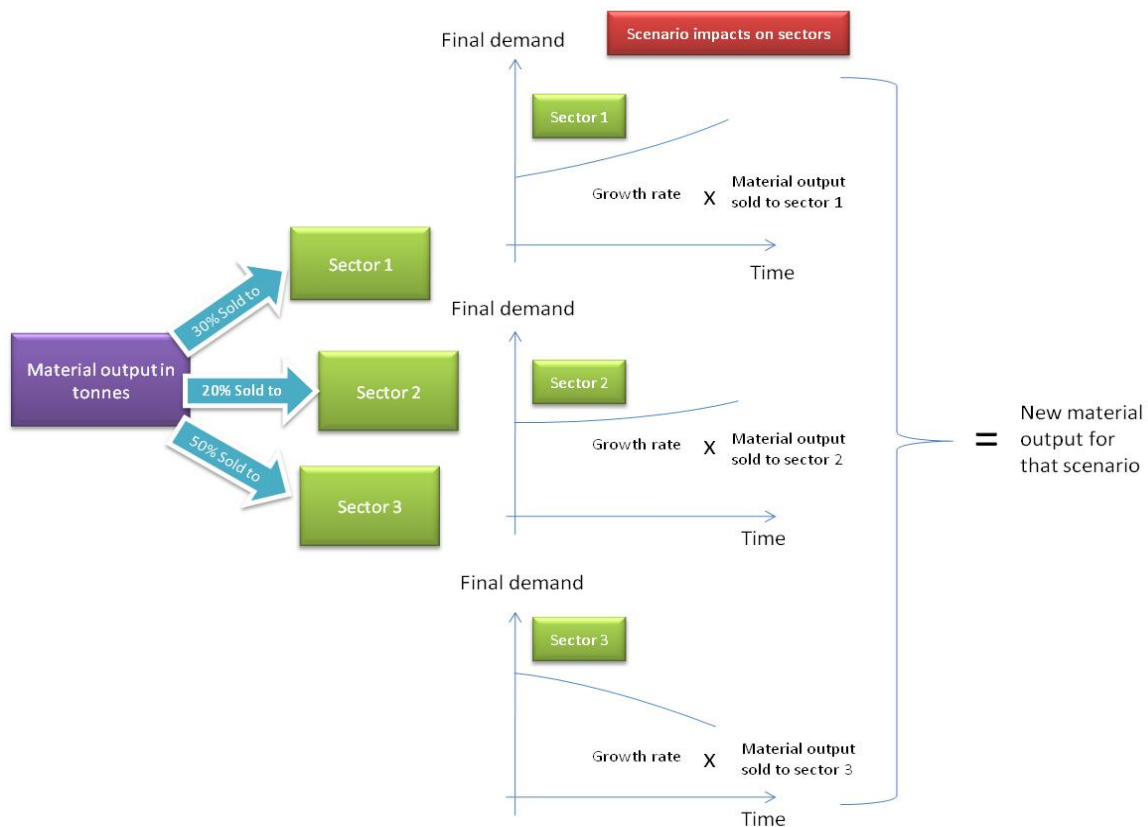 Final demand
Scenario impacts on sectors
Sector 1
Growth rate X Material output
sold to sector 1
Time
Material output in
tonnes
30% Sold to
Sector 1
20% Sold to
Sector 2
50% Sold to
Sector 3
Final demand
Sector 2
Growth rate X Material output
sold to sector 2
Time
Final demand
Sector 3
Growth rate X Material output
sold to sector 3
Time
= New material
output for
that scenario